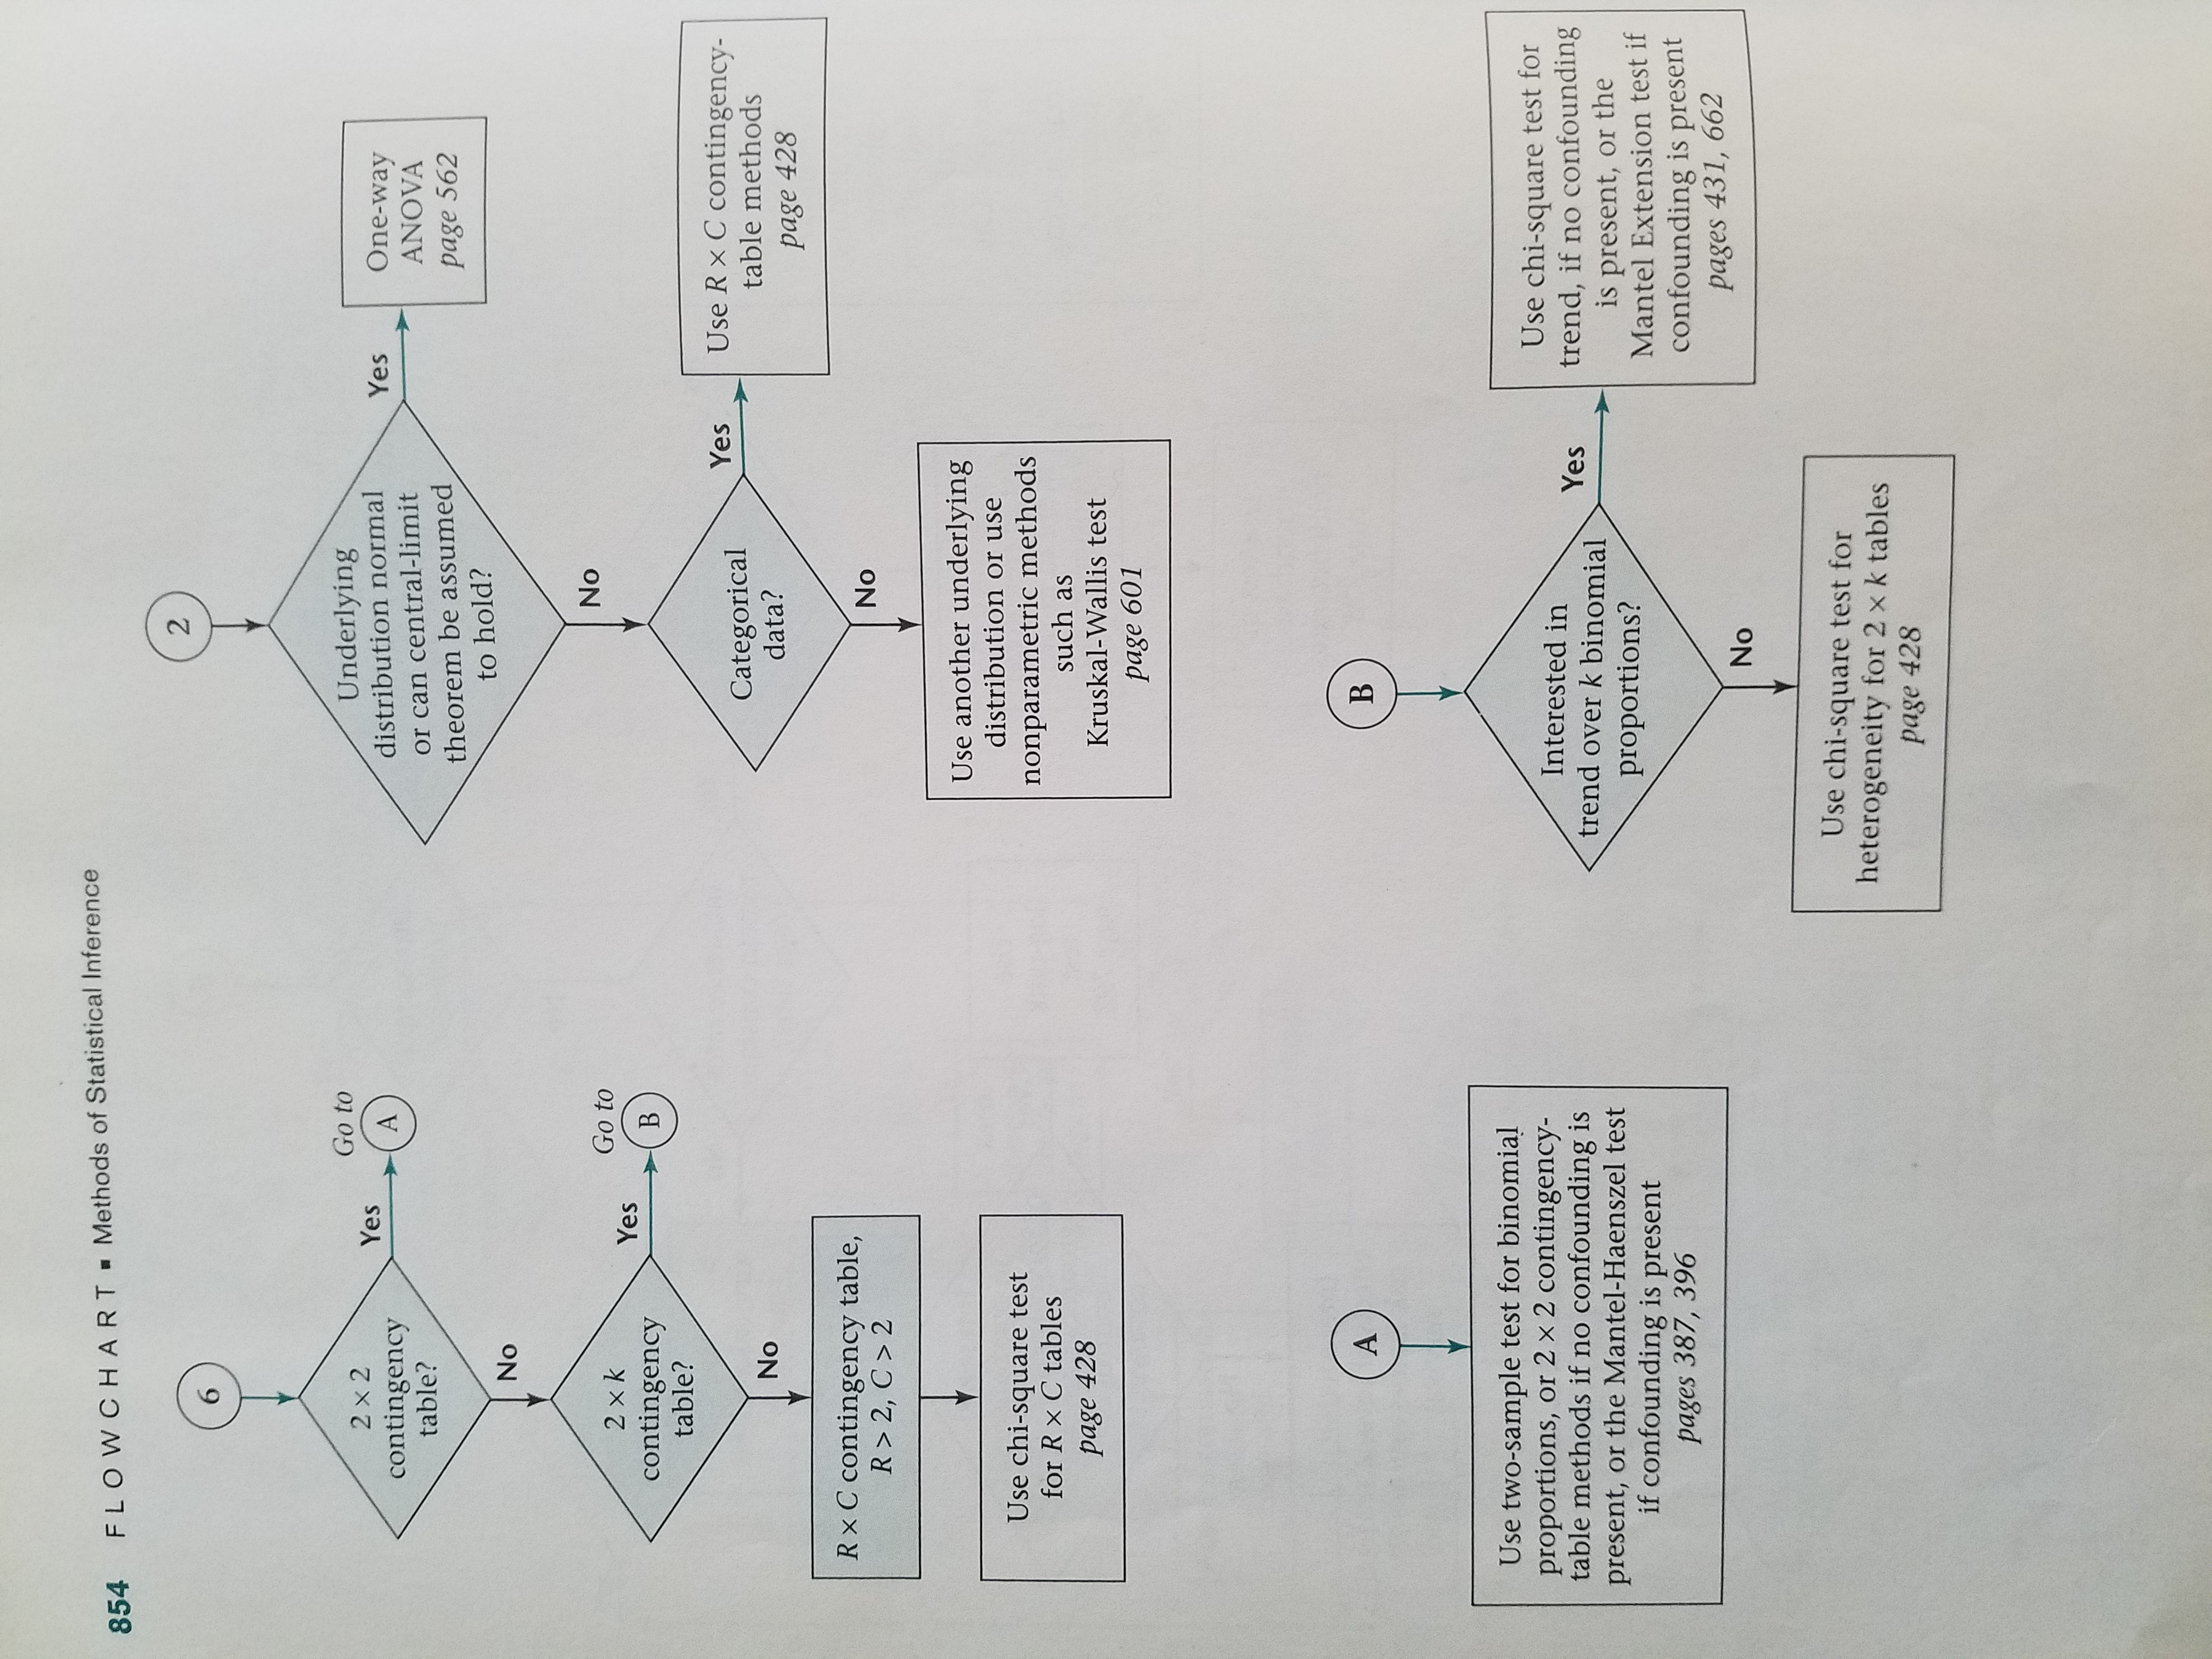 854 FLOWCHART ▪ Methods of Statistical Inference
6
2 × 2
contingency
table?
Yes
Go to
A
No
2 × k
contingency
table?
Yes
Go to
B
No
R × C contingency table,
R > 2, C > 2
Use chi-square test
for R × C tables
page 428
2
Underlying
distribution normal
or can central-limit
theorem be assumed
to hold?
Yes
One-way
ANOVA
page 562
No
Categorical
data?
Yes
Use R × C contingency-
table methods
page 428
No
Use another underlying
distribution or use
nonparametric methods
such as
Kruskal-Wallis test
page 601
A
Use two-sample test for binomial
proportions, or 2 × 2 contingency-
table methods if no confounding is
present, or the Mantel-Haenszel test
if confounding is present
pages 387, 396
B
Interested in
trend over k binomial
proportions?
Yes
Use chi-square test for
trend, if no confounding
is present, or the
Mantel Extension test if
confounding is present
pages 431, 662
No
Use chi-square test for
heterogeneity for 2 × k tables
page 428